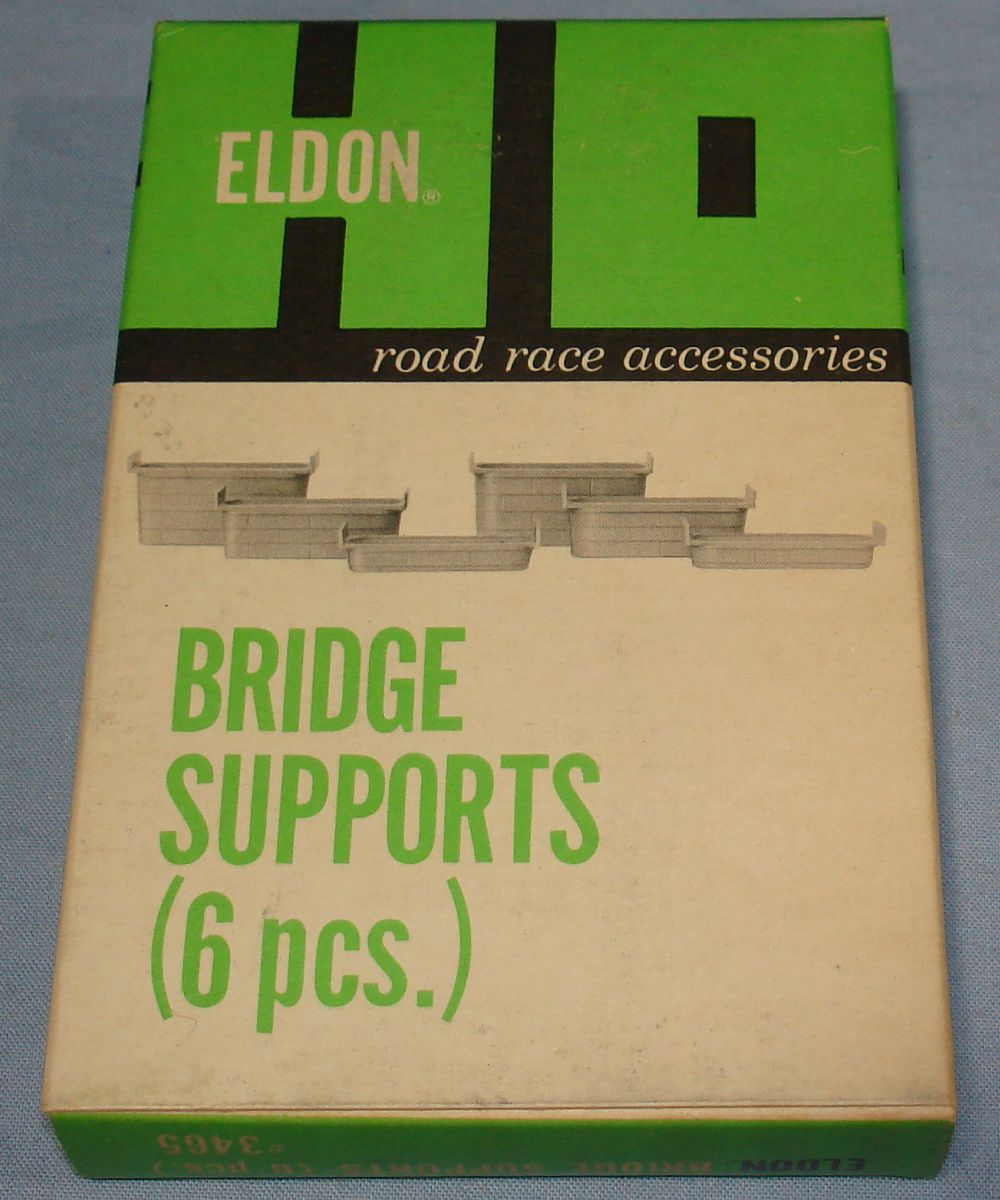 HO
ELDON®
road race accessories
BRIDGE
SUPPORTS
(6 pcs.)
ELDON. BRIDGE SUPPORTS (6 pcs.)
#3465